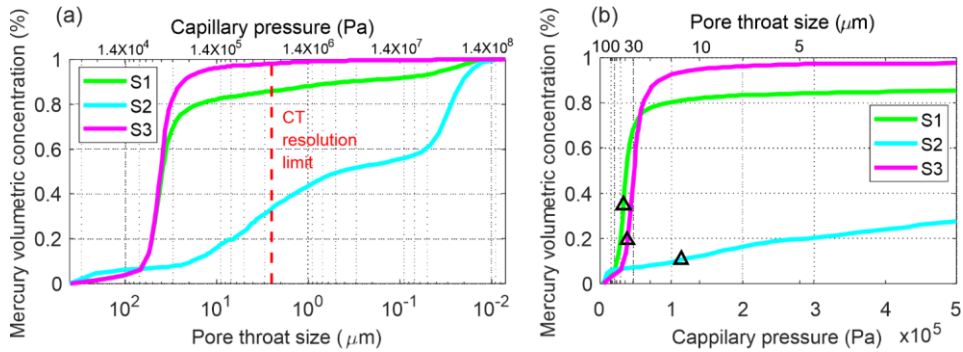 (a)
Capillary pressure (Pa)
1.4X10⁴ 1.4X10⁵ 1.4X10⁶ 1.4X10⁷ 1.4X10⁸
Mercury volumetric concentration (%)
1
0.8
0.6
0.4
0.2
0
S1
S2
S3
CT
resolution
limit
10² 10¹ 10⁰ 10⁻¹ 10⁻²
Pore throat size (μm)
(b)
Pore throat size (μm)
100 30 10 5 1
Mercury volumetric concentration (%)
1
0.8
0.6
0.4
0.2
0
S1
S2
S3
0 1 2 3 4 5
Cappilary pressure (Pa) ×10⁵